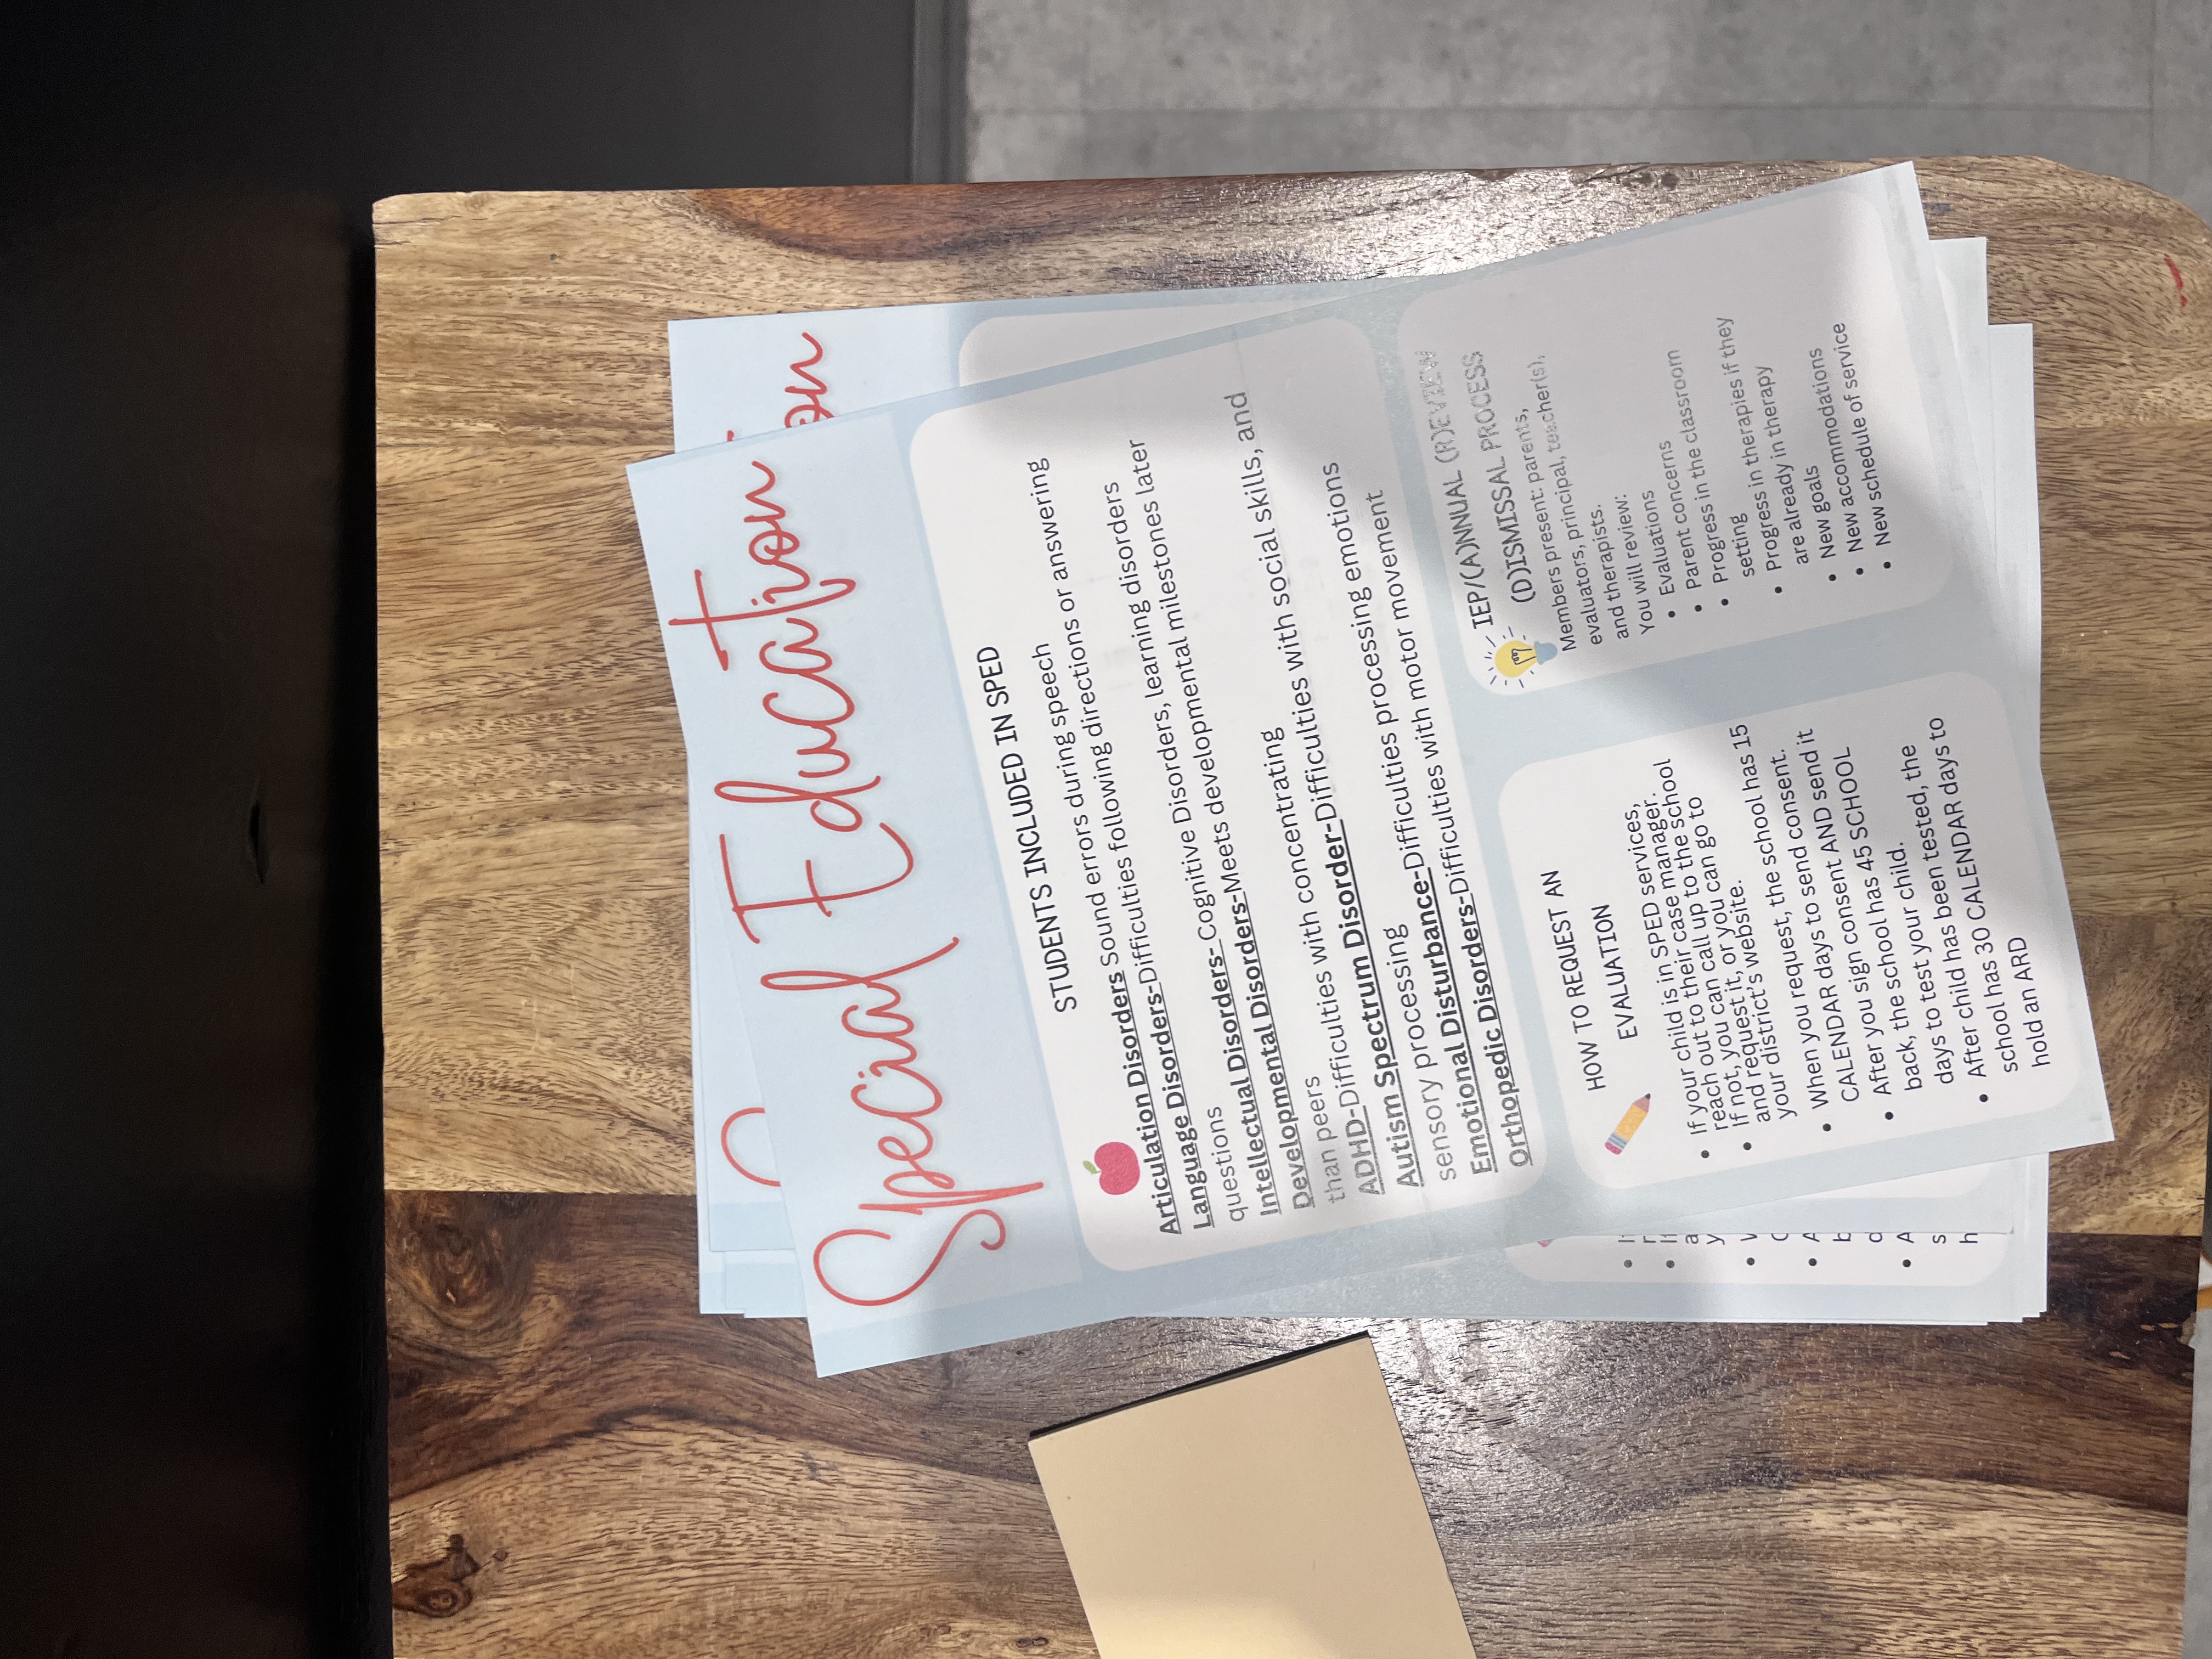 Special Education
on
STUDENTS INCLUDED IN SPED
Articulation Disorders Sound errors during speech
Language Disorders-Difficulties following directions or answering
questions
Intellectual Disorders- Cognitive Disorders, learning disorders
Developmental Disorders-Meets developmental milestones later
than peers
ADHD-Difficulties with concentrating
Autism Spectrum Disorder-Difficulties with social skills, and
sensory processing
Emotional Disturbance-Difficulties processing emotions
Orthopedic Disorders-Difficulties with motor movement
HOW TO REQUEST AN
EVALUATION
• If your child is in SPED services,
reach out to their case manager.
• If not, you can call up to the school
and request it, or you can go to
your district's website.
• When you request, the school has 15
CALENDAR days to send consent.
• After you sign consent AND send it
back, the school has 45 SCHOOL
days to test your child.
• After child has been tested, the
school has 30 CALENDAR days to
hold an ARD
IEP/(A)NNUAL (R)EVIEW
(D)ISMISSAL PROCESS
Members present: parents,
evaluators, principal, teacher(s),
and therapists.
You will review:
• Evaluations
• Parent concerns
• Progress in the classroom
setting
• Progress in therapies if they
are already in therapy
• New goals
• New accommodations
• New schedule of service